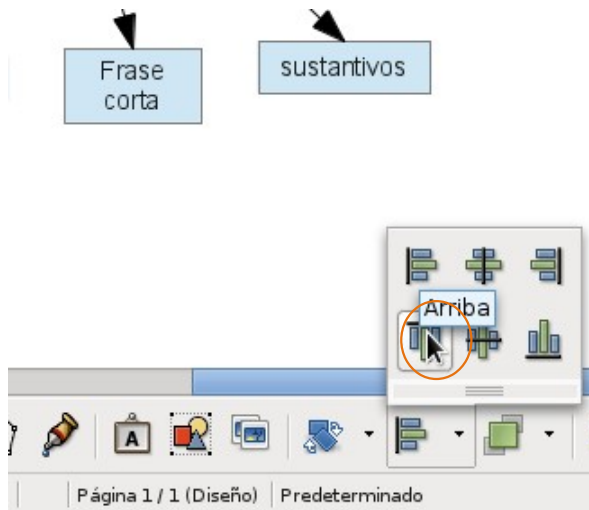 Frase
corta
sustantivos
Arriba
A
Página 1 / 1 (Diseño)
Predeterminado